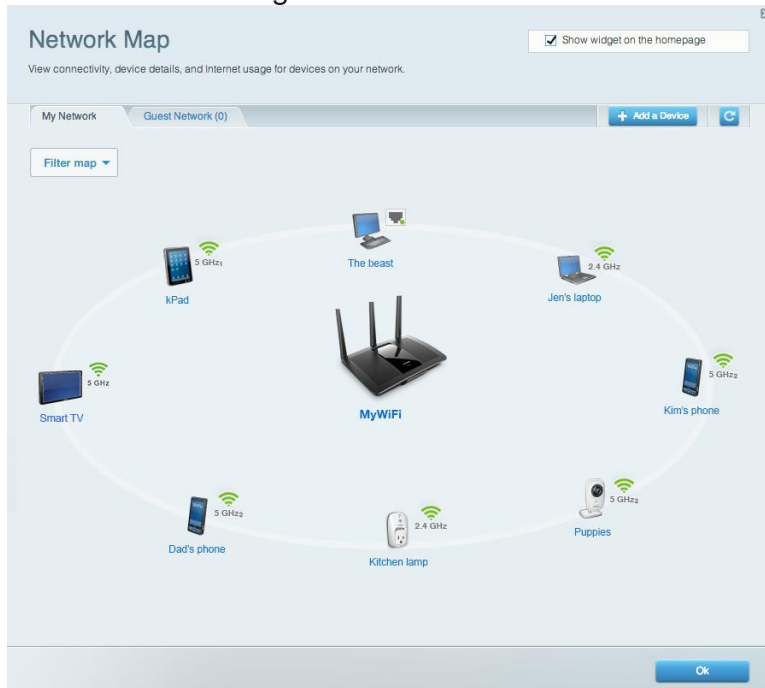 Network Map
Show widget on the homepage
View connectivity, device details, and Internet usage for devices on your network.
My Network
Guest Network (0)
Add a Device
Filter map
5 GHz₁
kPad
The beast
2.4 GHz
Jen's laptop
5 GHz
Smart TV
MyWiFi
5 GHz₂
Kim's phone
5 GHz₂
Dad's phone
2.4 GHz
Kitchen lamp
5 GHz₂
Puppies
Ok